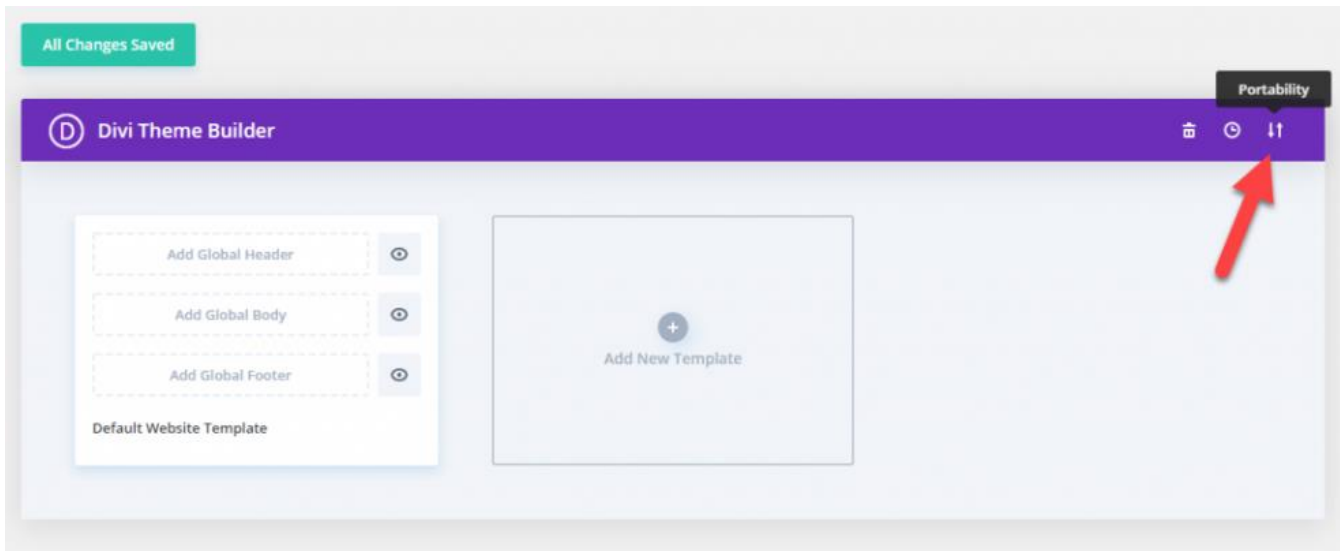 All Changes Saved
Portability
D Divi Theme Builder
Add Global Header
Add Global Body
Add Global Footer
Default Website Template
Add New Template